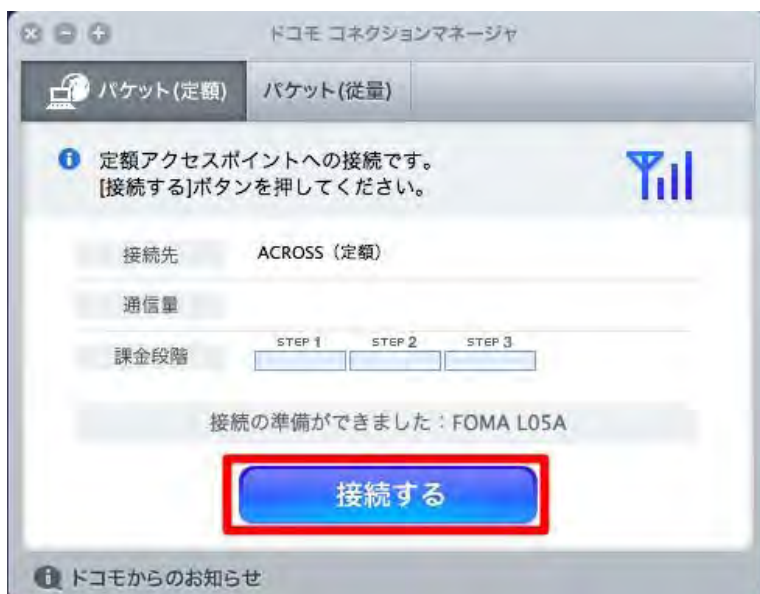 ドコモ コネクションマネージャ
パケット(定額) パケット(従量)
定額アクセスポイントへの接続です。
[接続する]ボタンを押してください。
接続先 ACROSS（定額）
通信量
課金段階 STEP 1 STEP 2 STEP 3
接続の準備ができました：FOMA L05A
接続する
ドコモからのお知らせ